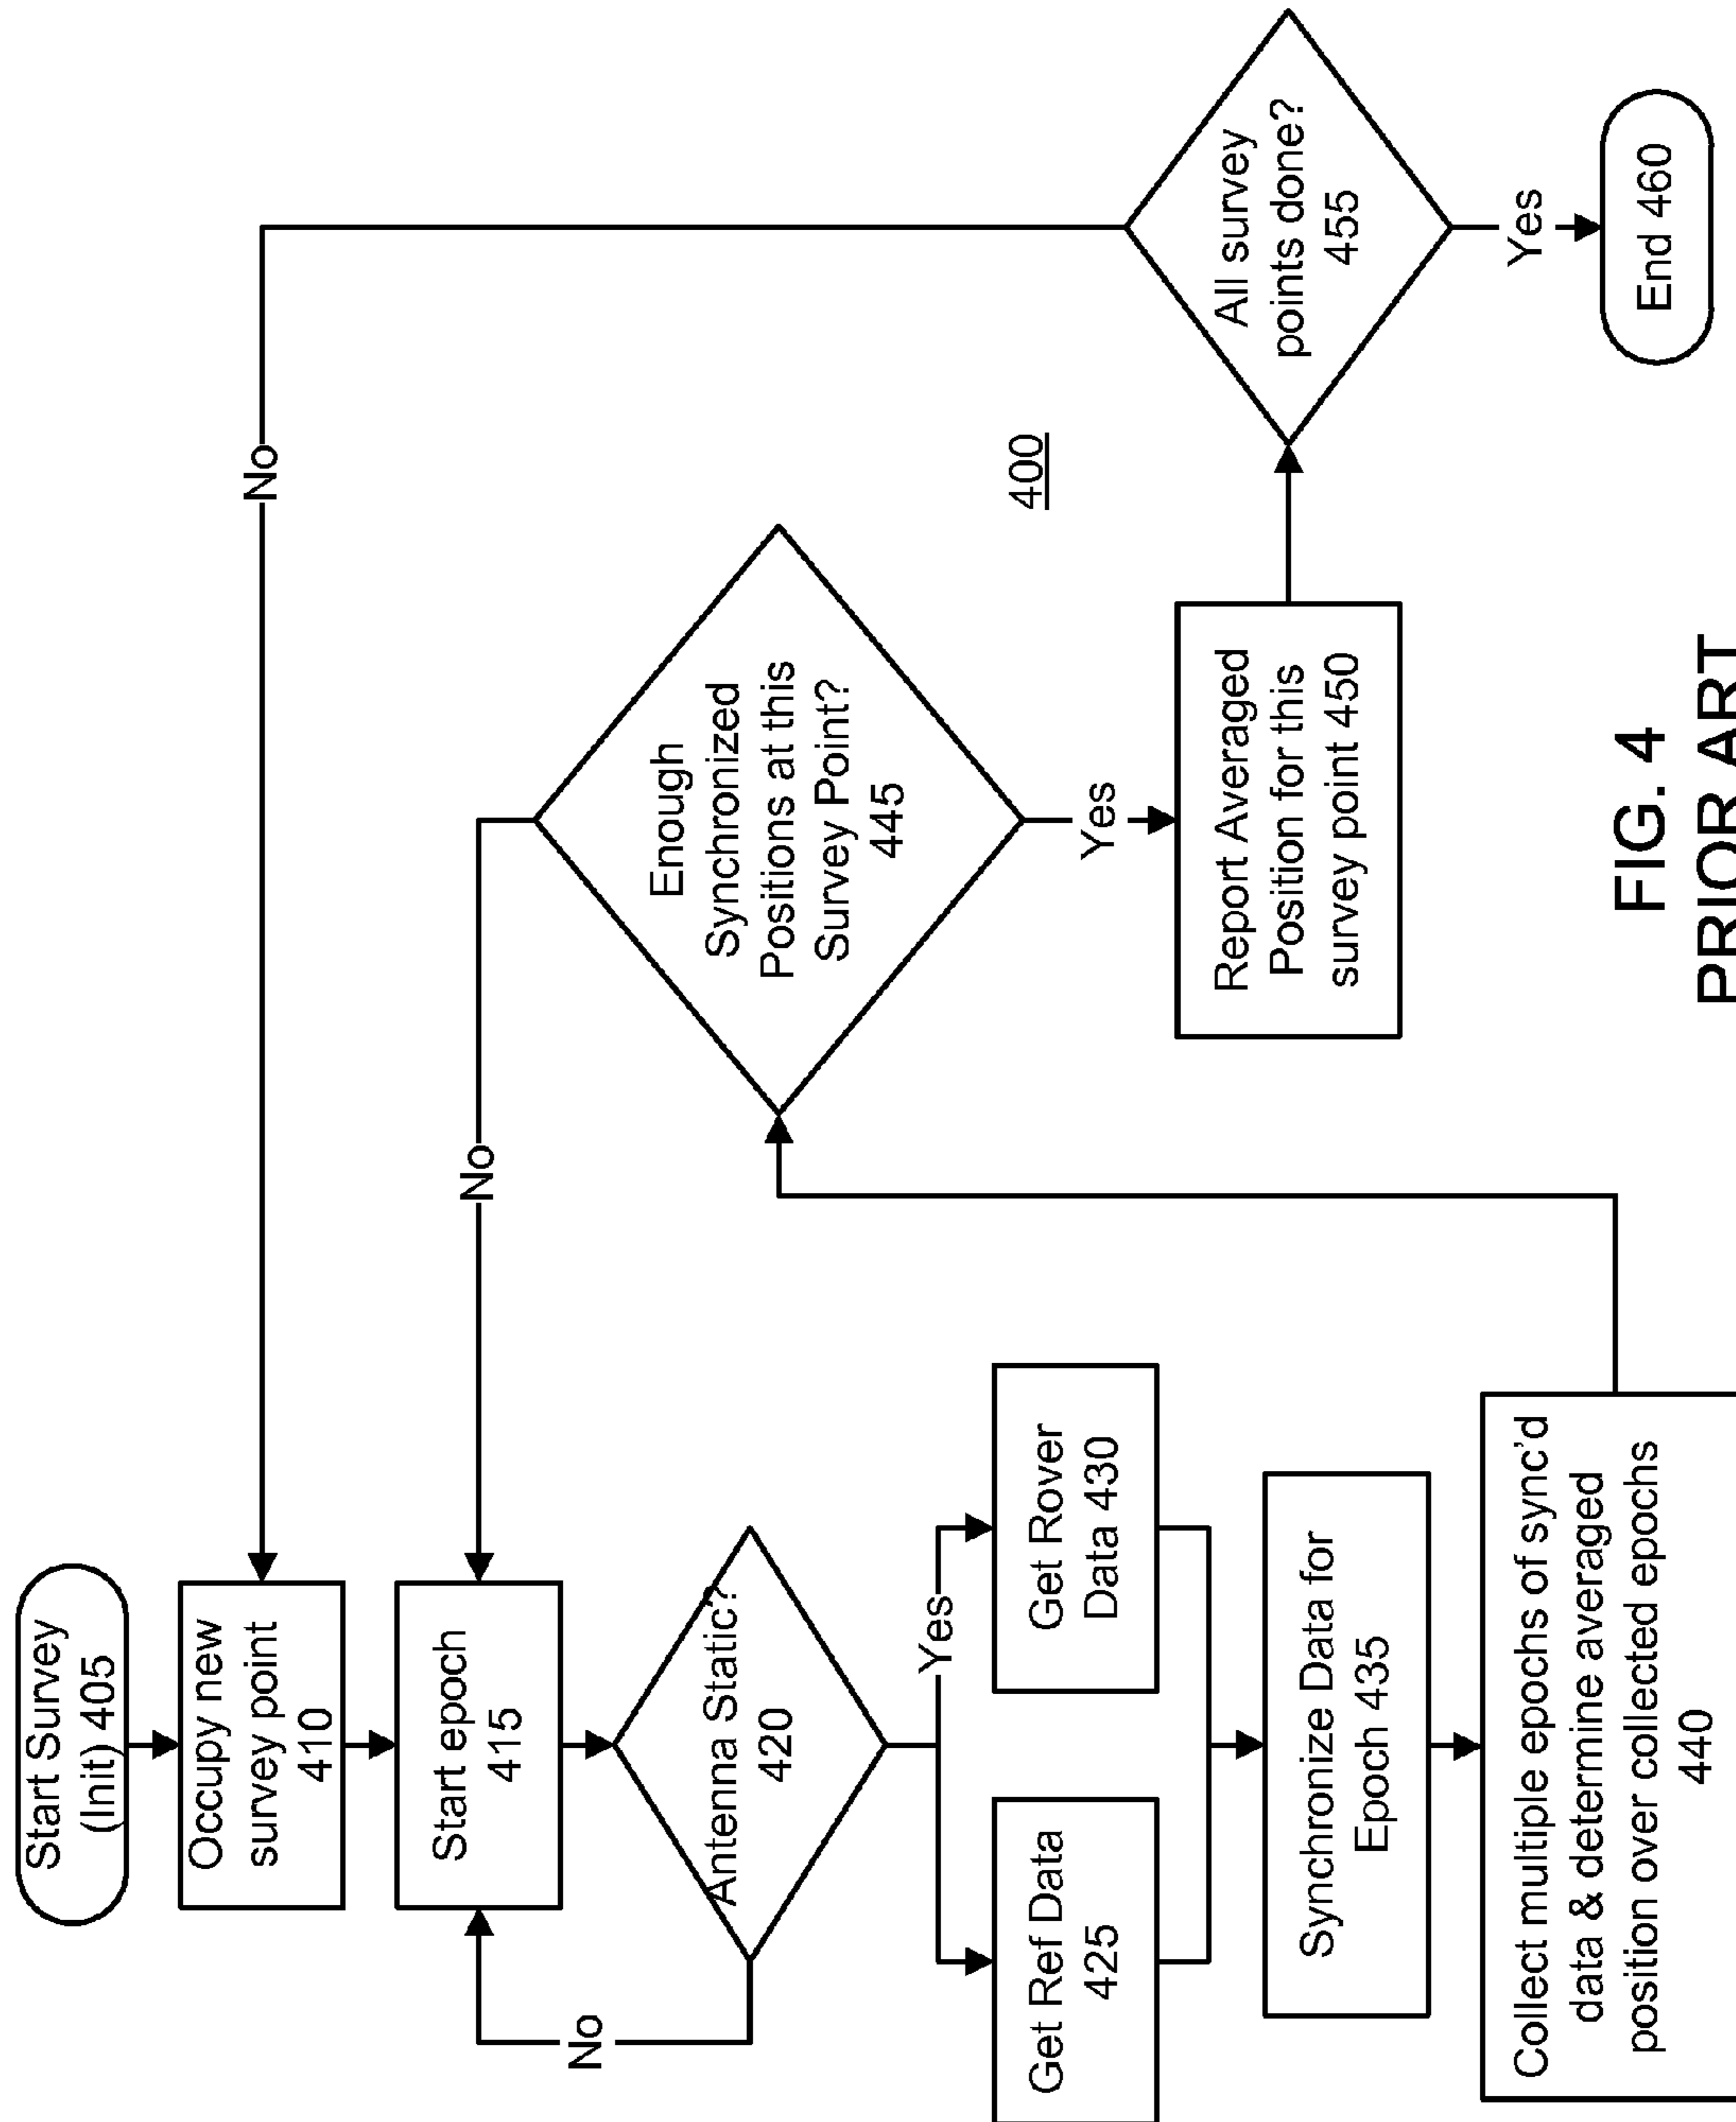 Start Survey
(Init) 405
Occupy new
survey point
410
Start epoch
415
No
Antenna Static?
420
Yes
Get Ref Data
425
Get Rover
Data 430
Synchronize Data for
Epoch 435
Collect multiple epochs of sync'd
data & determine averaged
position over collected epochs
440
No
Enough
Synchronized
Positions at this
Survey Point?
445
Yes
Report Averaged
Position for this
survey point 450
400
No
All survey
points done?
455
Yes
End 460
FIG. 4
PRIOR ART